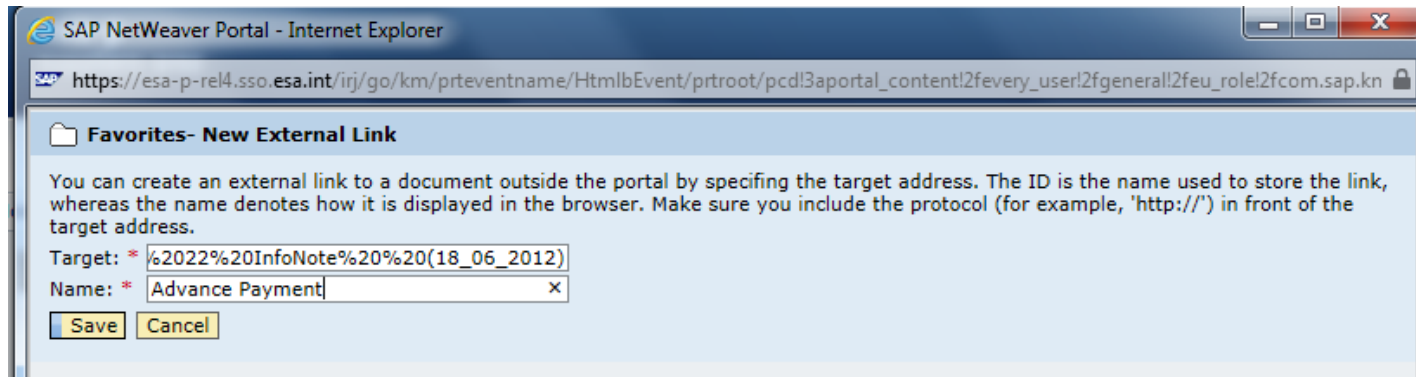 SAP NetWeaver Portal - Internet Explorer
SAP https://esa-p-rel4.sso.esa.int/irj/go/km/prteventname/HtmlbEvent/prtroot/pcd!3aportal_content!2fevery_user!2fgeneral!2feu_role!2fcom.sap.kn
Favorites- New External Link
You can create an external link to a document outside the portal by specifing the target address. The ID is the name used to store the link,
whereas the name denotes how it is displayed in the browser. Make sure you include the protocol (for example, 'http://') in front of the
target address.
Target: * %2022%20InfoNote%20%20(18_06_2012)
Name: * Advance Payment
Save Cancel